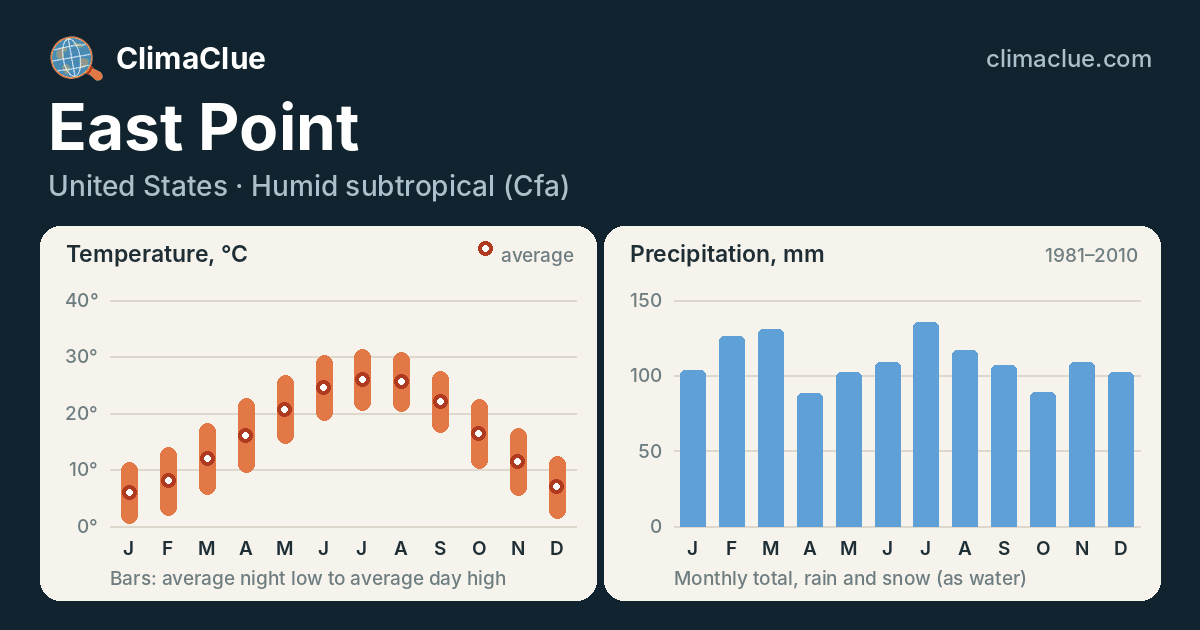 ClimaClue
climaclue.com
East Point
United States · Humid subtropical (Cfa)
Temperature, °C
average
40°
30°
20°
10°
0°
J F M A M J J A S O N D
Bars: average night low to average day high
Precipitation, mm
1981–2010
150
100
50
0
J F M A M J J A S O N D
Monthly total, rain and snow (as water)